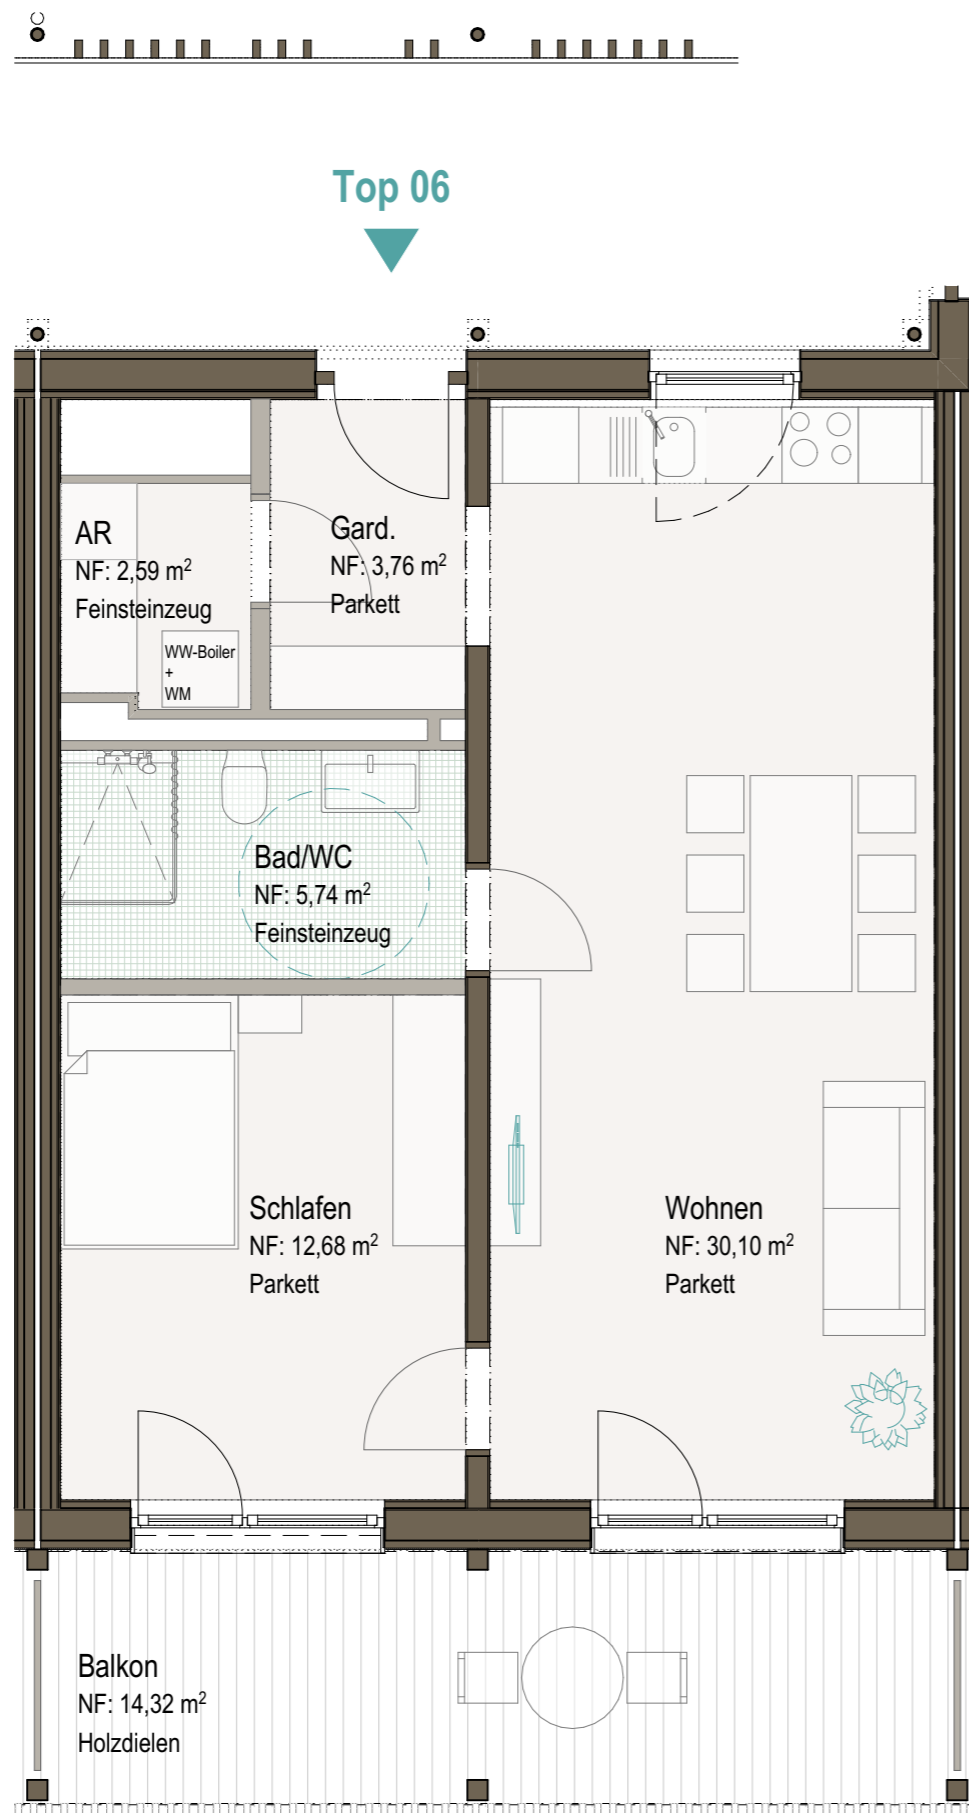 Top 06
AR
NF: 2,59 m²
Feinsteinzeug
WW-Boiler
+
WM
Gard.
NF: 3,76 m²
Parkett
Bad/WC
NF: 5,74 m²
Feinsteinzeug
Schlafen
NF: 12,68 m²
Parkett
Wohnen
NF: 30,10 m²
Parkett
Balkon
NF: 14,32 m²
Holzdielen